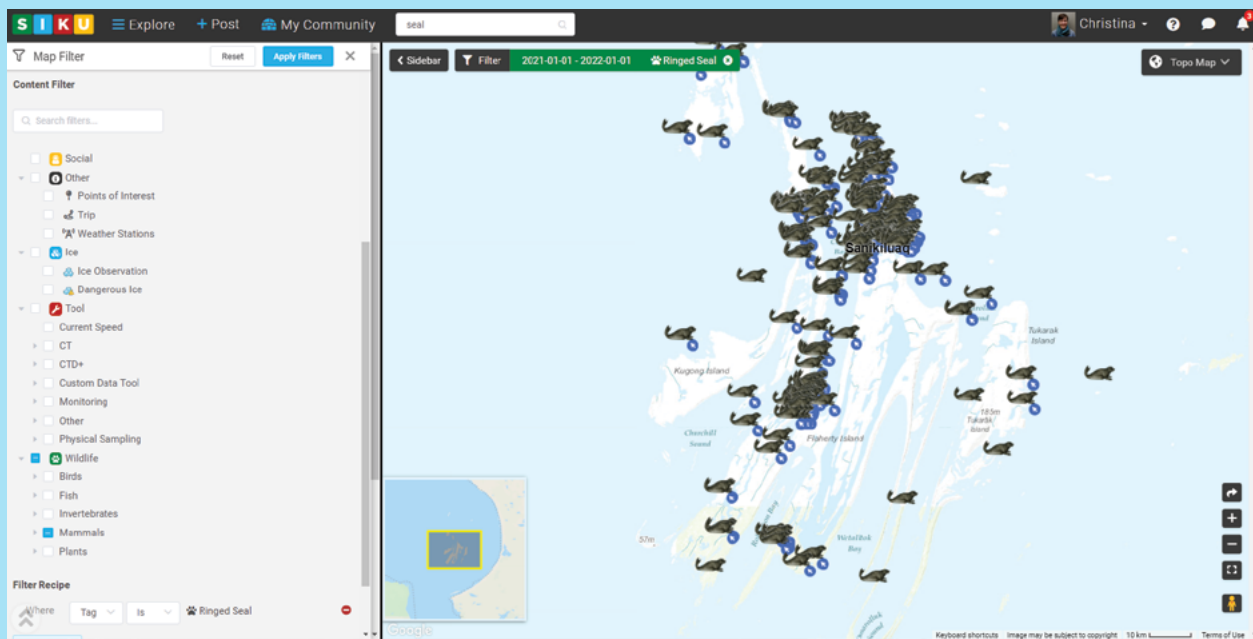 SIKU Explore + Post My Community seal Christina 3
Map Filter Reset Apply Filters
Sidebar Filter 2021-01-01 - 2022-01-01 Ringed Seal Topo Map
Content Filter
Search filters...
Social
Other
Points of Interest
Trip
Weather Stations
Ice
Ice Observation
Dangerous Ice
Tool
Current Speed
CT
CTD+
Custom Data Tool
Monitoring
Other
Physical Sampling
Wildlife
Birds
Fish
Invertebrates
Mammals
Plants
Filter Recipe
Where Tag Is Ringed Seal
Sanikiluaq
Tukarak
Island
Kugong Island
185m
Tukarak
Island
Churchill
Sound
Flaherty Island
57m
Bay
Bay
Google
Keyboard shortcuts Image may be subject to copyright 10 km Terms of Use